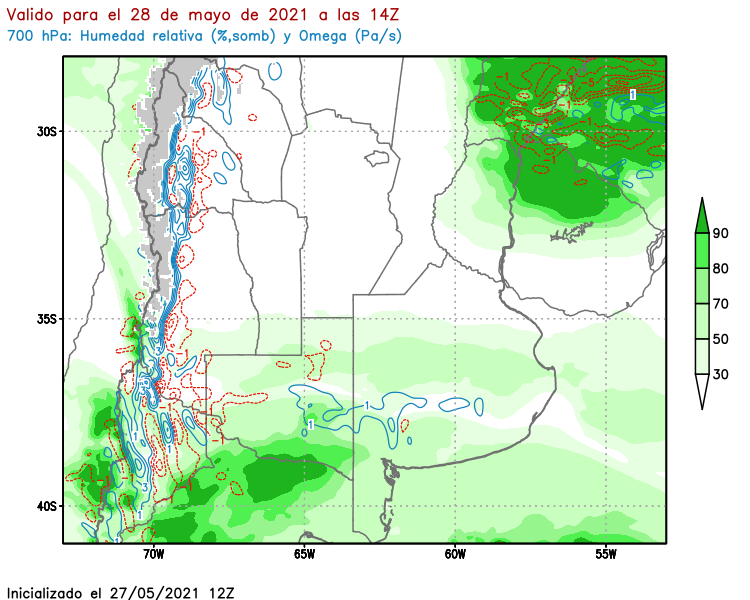 Valido para el 28 de mayo de 2021 a las 14Z
700 hPa: Humedad relativa (%,somb) y Omega (Pa/s)
1
30S
-1
-1
-1
90
80
70
50
30
35S
-1
3
1
1
1
-1
3
1
40S
1
70W
65W
60W
55W
Inicializado el 27/05/2021 12Z